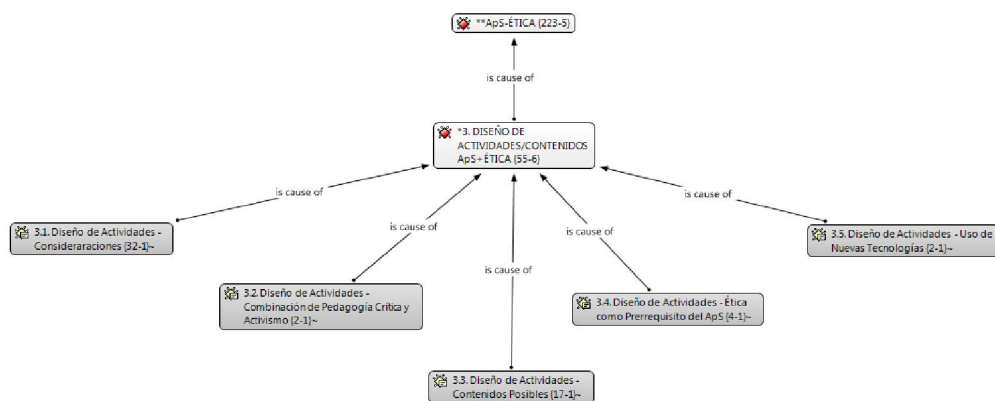 **ApS-ÉTICA {223-5}
is cause of
*3. DISEÑO DE
ACTIVIDADES/CONTENIDOS
ApS+ÉTICA {55-6}
is cause of
is cause of
is cause of
is cause of
is cause of
3.1. Diseño de Actividades -
Consideraraciones {32-1}~
3.5. Diseño de Actividades - Uso de
Nuevas Tecnologías {2-1}~
3.2. Diseño de Actividades -
Combinación de Pedagogía Crítica y
Activismo {2-1}~
3.4. Diseño de Actividades - Ética
como Prerrequisito del ApS {4-1}~
3.3. Diseño de Actividades -
Contenidos Posibles {17-1}~